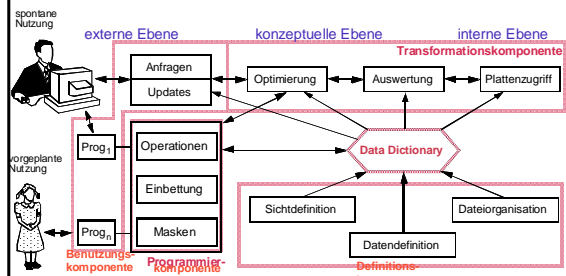 spontane
Nutzung
externe Ebene
konzeptuelle Ebene
interne Ebene
Transformationskomponente
Anfragen
Updates
Optimierung
Auswertung
Plattenzugriff
vorgeplante
Nutzung
Prog1
Operationen
Data Dictionary
Einbettung
Sichtdefinition
Dateiorganisation
Progn
Masken
Datendefinition
Benutzungs-
komponente
Programmier-
komponente
Definitions-